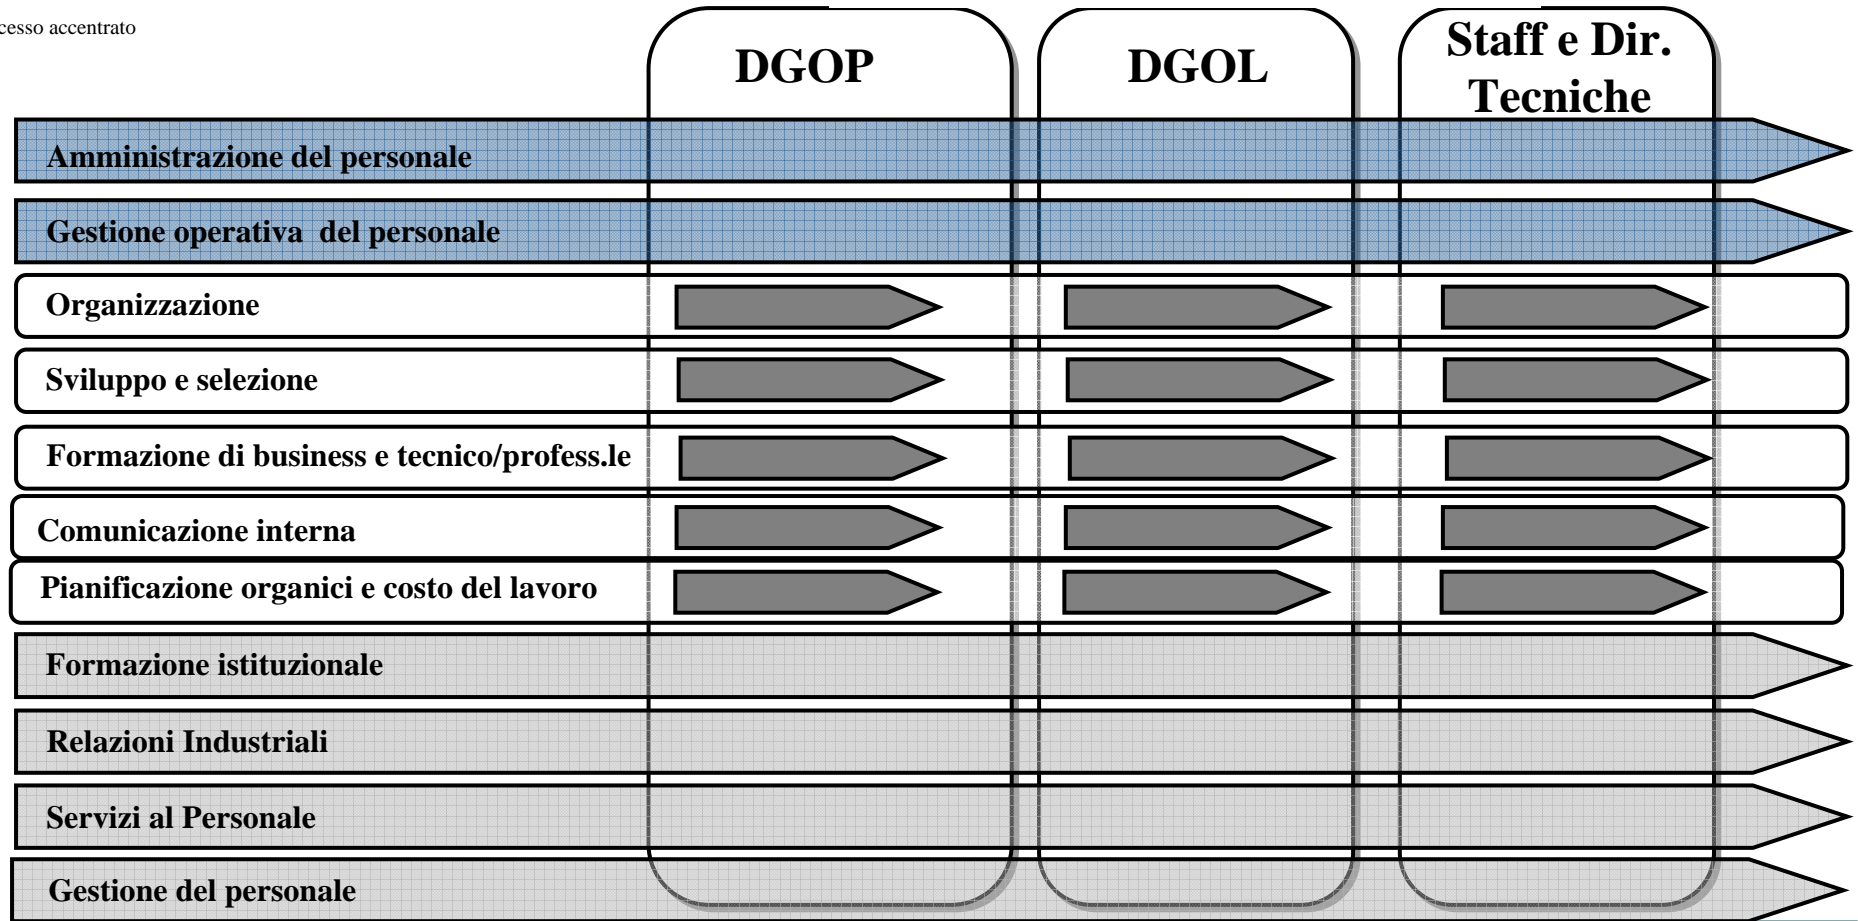 cesso accentrato
DGOP
DGOL
Staff e Dir.
Tecniche
Amministrazione del personale
Gestione operativa del personale
Organizzazione
Sviluppo e selezione
Formazione di business e tecnico/profess.le
Comunicazione interna
Pianificazione organici e costo del lavoro
Formazione istituzionale
Relazioni Industriali
Servizi al Personale
Gestione del personale